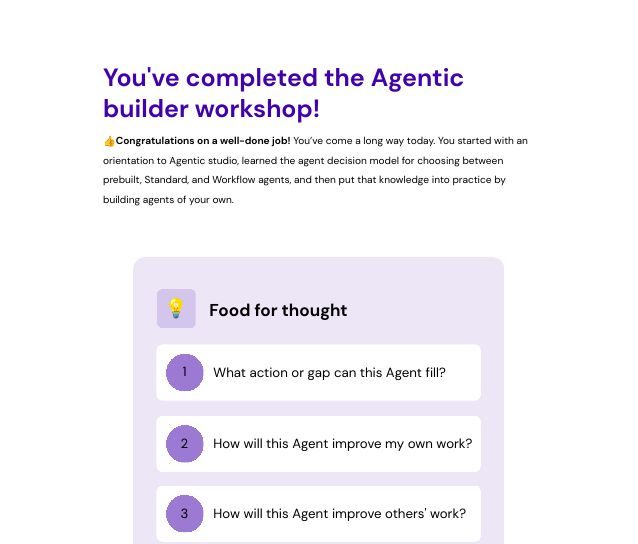 You've completed the Agentic
builder workshop!
👍Congratulations on a well-done job! You’ve come a long way today. You started with an
orientation to Agentic studio, learned the agent decision model for choosing between
prebuilt, Standard, and Workflow agents, and then put that knowledge into practice by
building agents of your own.
💡 Food for thought
1 What action or gap can this Agent fill?
2 How will this Agent improve my own work?
3 How will this Agent improve others' work?